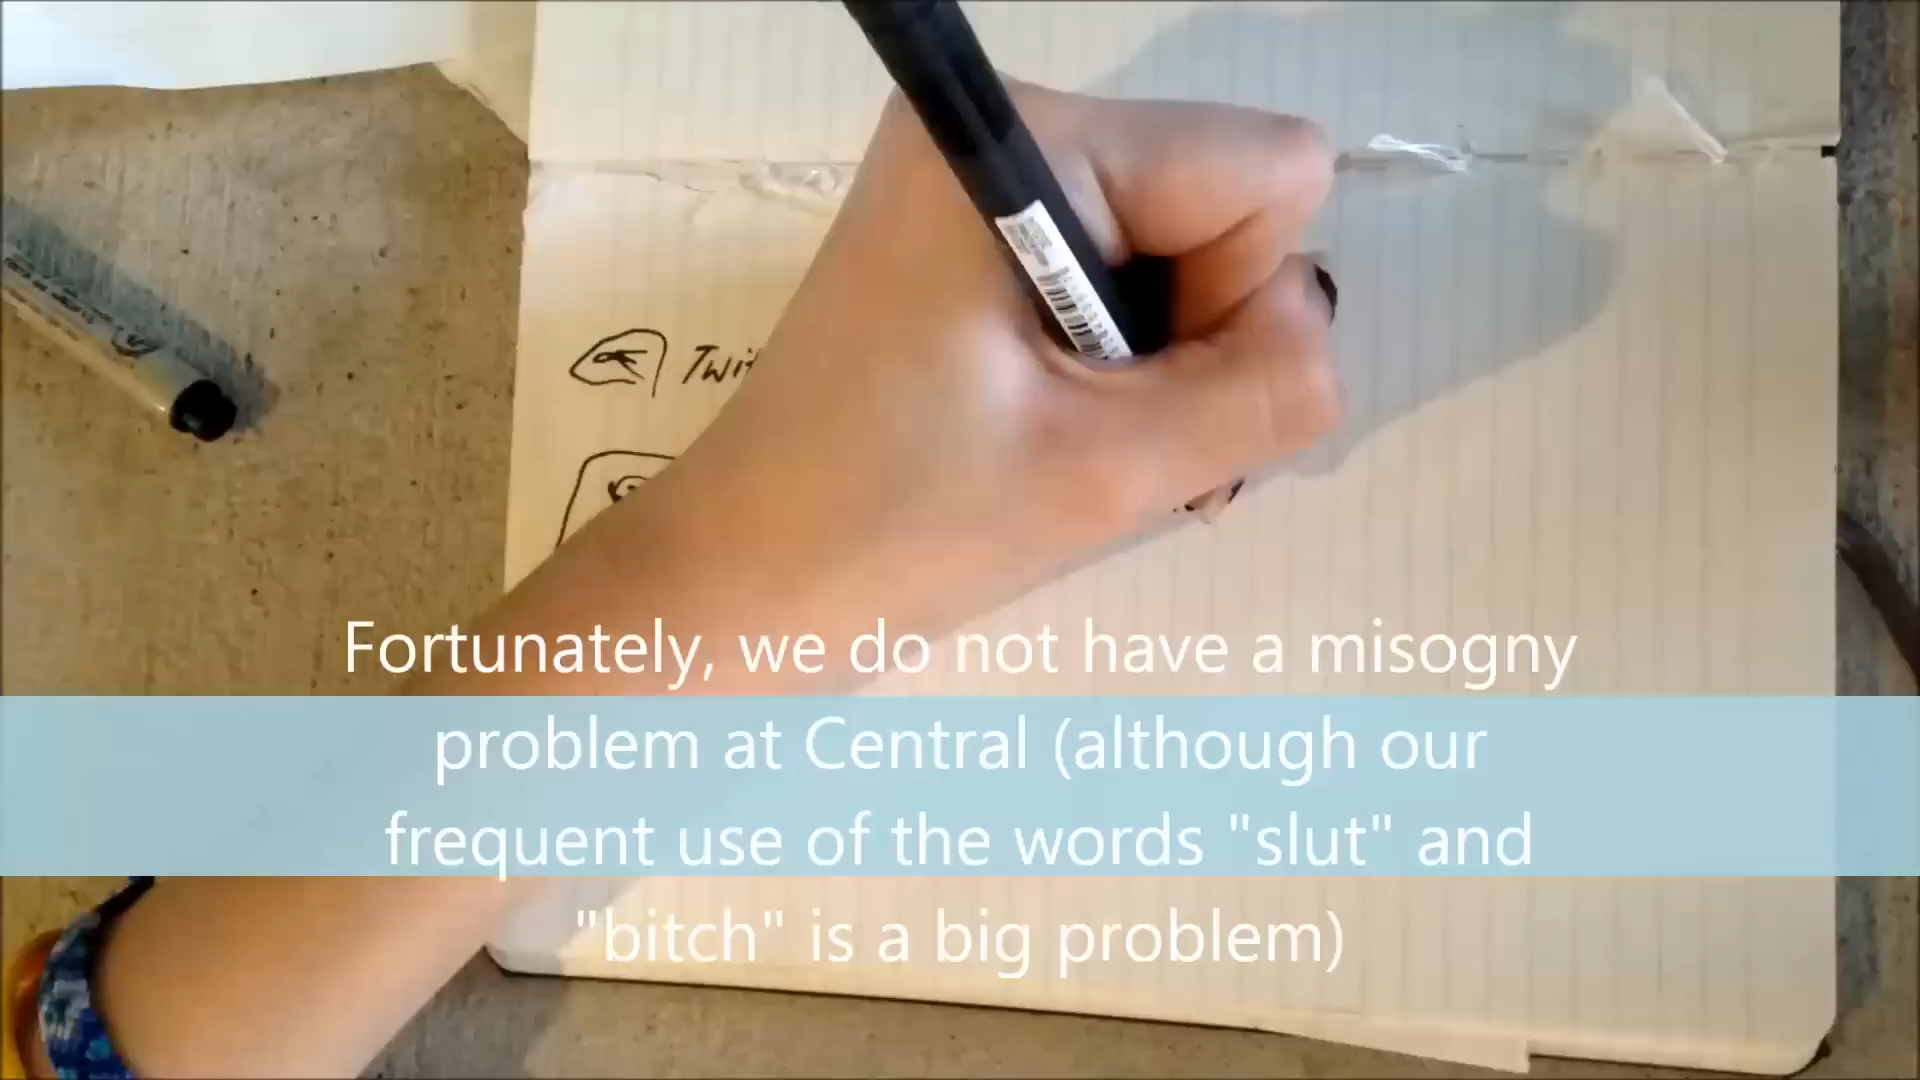 Twit
Fortunately, we do not have a misogny
problem at Central (although our
frequent use of the words "slut" and
"bitch" is a big problem)